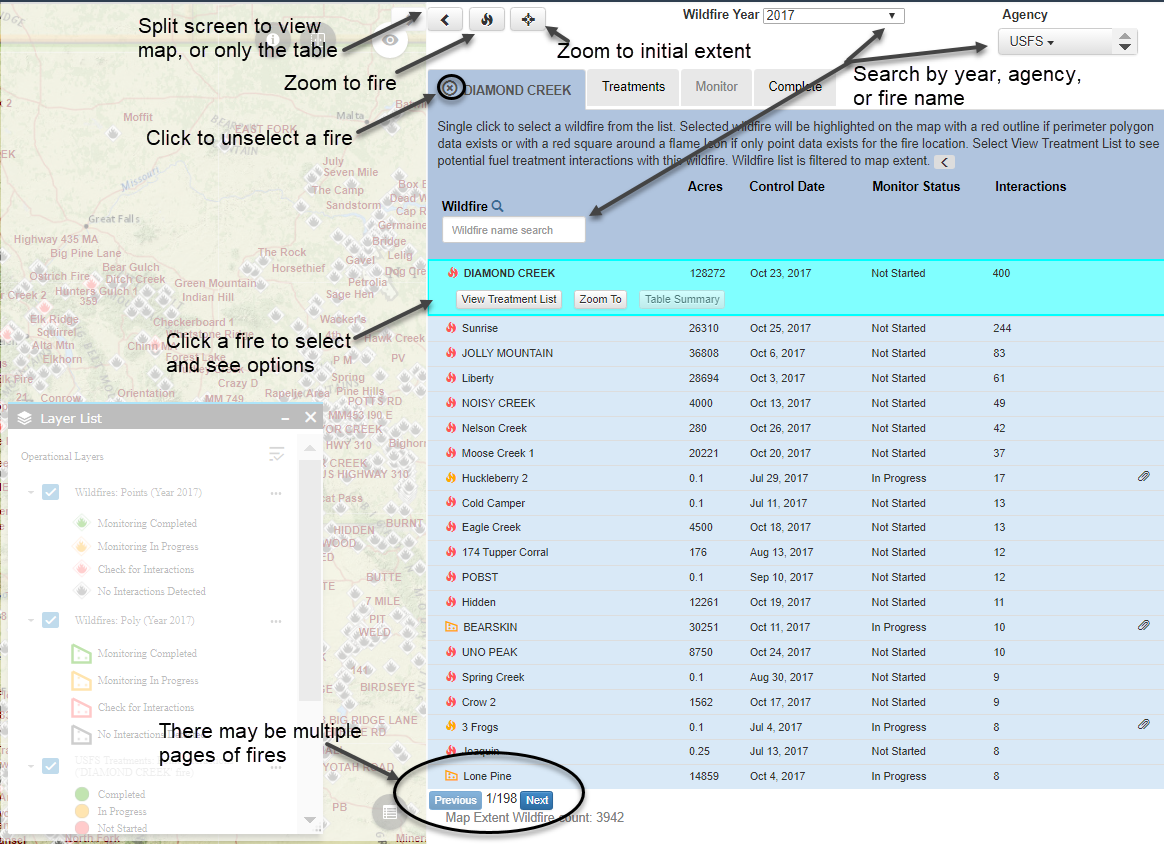 Split screen to view
map, or only the table
Zoom to fire
Zoom to initial extent
Click to unselect a fire
Wildfire Year 2017
Agency
USFS
Search by year, agency,
or fire name
DIAMOND CREEK
Treatments
Monitor
Complete
Single click to select a wildfire from the list. Selected wildfire will be highlighted on the map with a red outline if perimeter polygon
data exists or with a red square around a flame Icon if only point data exists for the fire location. Select View Treatment List to see
potential fuel treatment interactions with this wildfire. Wildfire list is filtered to map extent.
Acres Control Date Monitor Status Interactions
Wildfire
Wildfire name search
DIAMOND CREEK 128272 Oct 23, 2017 Not Started 400
View Treatment List Zoom To Table Summary
Click a fire to select
and see options
Sunrise 26310 Oct 25, 2017 Not Started 244
JOLLY MOUNTAIN 36808 Oct 6, 2017 Not Started 83
Liberty 28694 Oct 3, 2017 Not Started 61
NOISY CREEK 4000 Oct 13, 2017 Not Started 49
Nelson Creek 280 Oct 26, 2017 Not Started 42
Moose Creek 1 20221 Oct 20, 2017 Not Started 37
Huckleberry 2 0.1 Jul 29, 2017 In Progress 17
Cold Camper 0.1 Jul 11, 2017 Not Started 13
Eagle Creek 4500 Oct 18, 2017 Not Started 13
174 Tupper Corral 176 Aug 13, 2017 Not Started 12
POBST 0.1 Sep 10, 2017 Not Started 12
Hidden 12261 Oct 19, 2017 Not Started 11
BEARSKIN 30251 Oct 11, 2017 In Progress 10
UNO PEAK 8750 Oct 24, 2017 Not Started 10
Spring Creek 0.1 Aug 30, 2017 Not Started 9
Crow 2 1562 Oct 17, 2017 Not Started 9
3 Frogs 0.1 Jul 4, 2017 In Progress 8
Joaquin 0.25 Jul 13, 2017 Not Started 8
Lone Pine 14859 Oct 4, 2017 In Progress 8
There may be multiple
pages of fires
Previous 1/198 Next
Map Extent Wildfire count: 3942
Layer List
Operational Layers
Wildfires: Points (Year 2017)
Monitoring Completed
Monitoring In Progress
Check for Interactions
No Interactions Detected
Wildfires: Poly (Year 2017)
Monitoring Completed
Monitoring In Progress
Check for Interactions
No Interactions
USFS Treatments
('DIAMOND CREEK' fire)
Completed
In Progress
Not Started
Moffit
EAST FORK
Malta
Missouri
July
Seven Mile
The Camp
Sandstorm
Great Falls
Highway 435 MA
Big Pine Lane
Bear Gulch
Ostrich Fire
Ditch Creek
Hunters Gulch 1
359
Green Mountain
Indian Hill
The Rock
Horsethief
Germaine
Bridge
Gavel
Petrolia
Sage Hen
Elk Ridge
Squirrel
Alta Mtn
Elkhorn
Checkerboard 1
Whetstone Ridge
Forest Lake
Wacker's
Hawk Creek
P M
PV
Crazy D
MM 749
Orientation
Conrow
Rapelje Area
Spring
Pine Hills
POTTS RD
MM453 I90 E
HWY 310
US HIGHWAY 310
Cat Pass
HIDDEN
BURNT
WOOD
BUTTE
7 MILE
PIT
WELD
141
BIRDSEYE
BIG RIDGE LANE
YOTAH ROAD
PB
North Fork